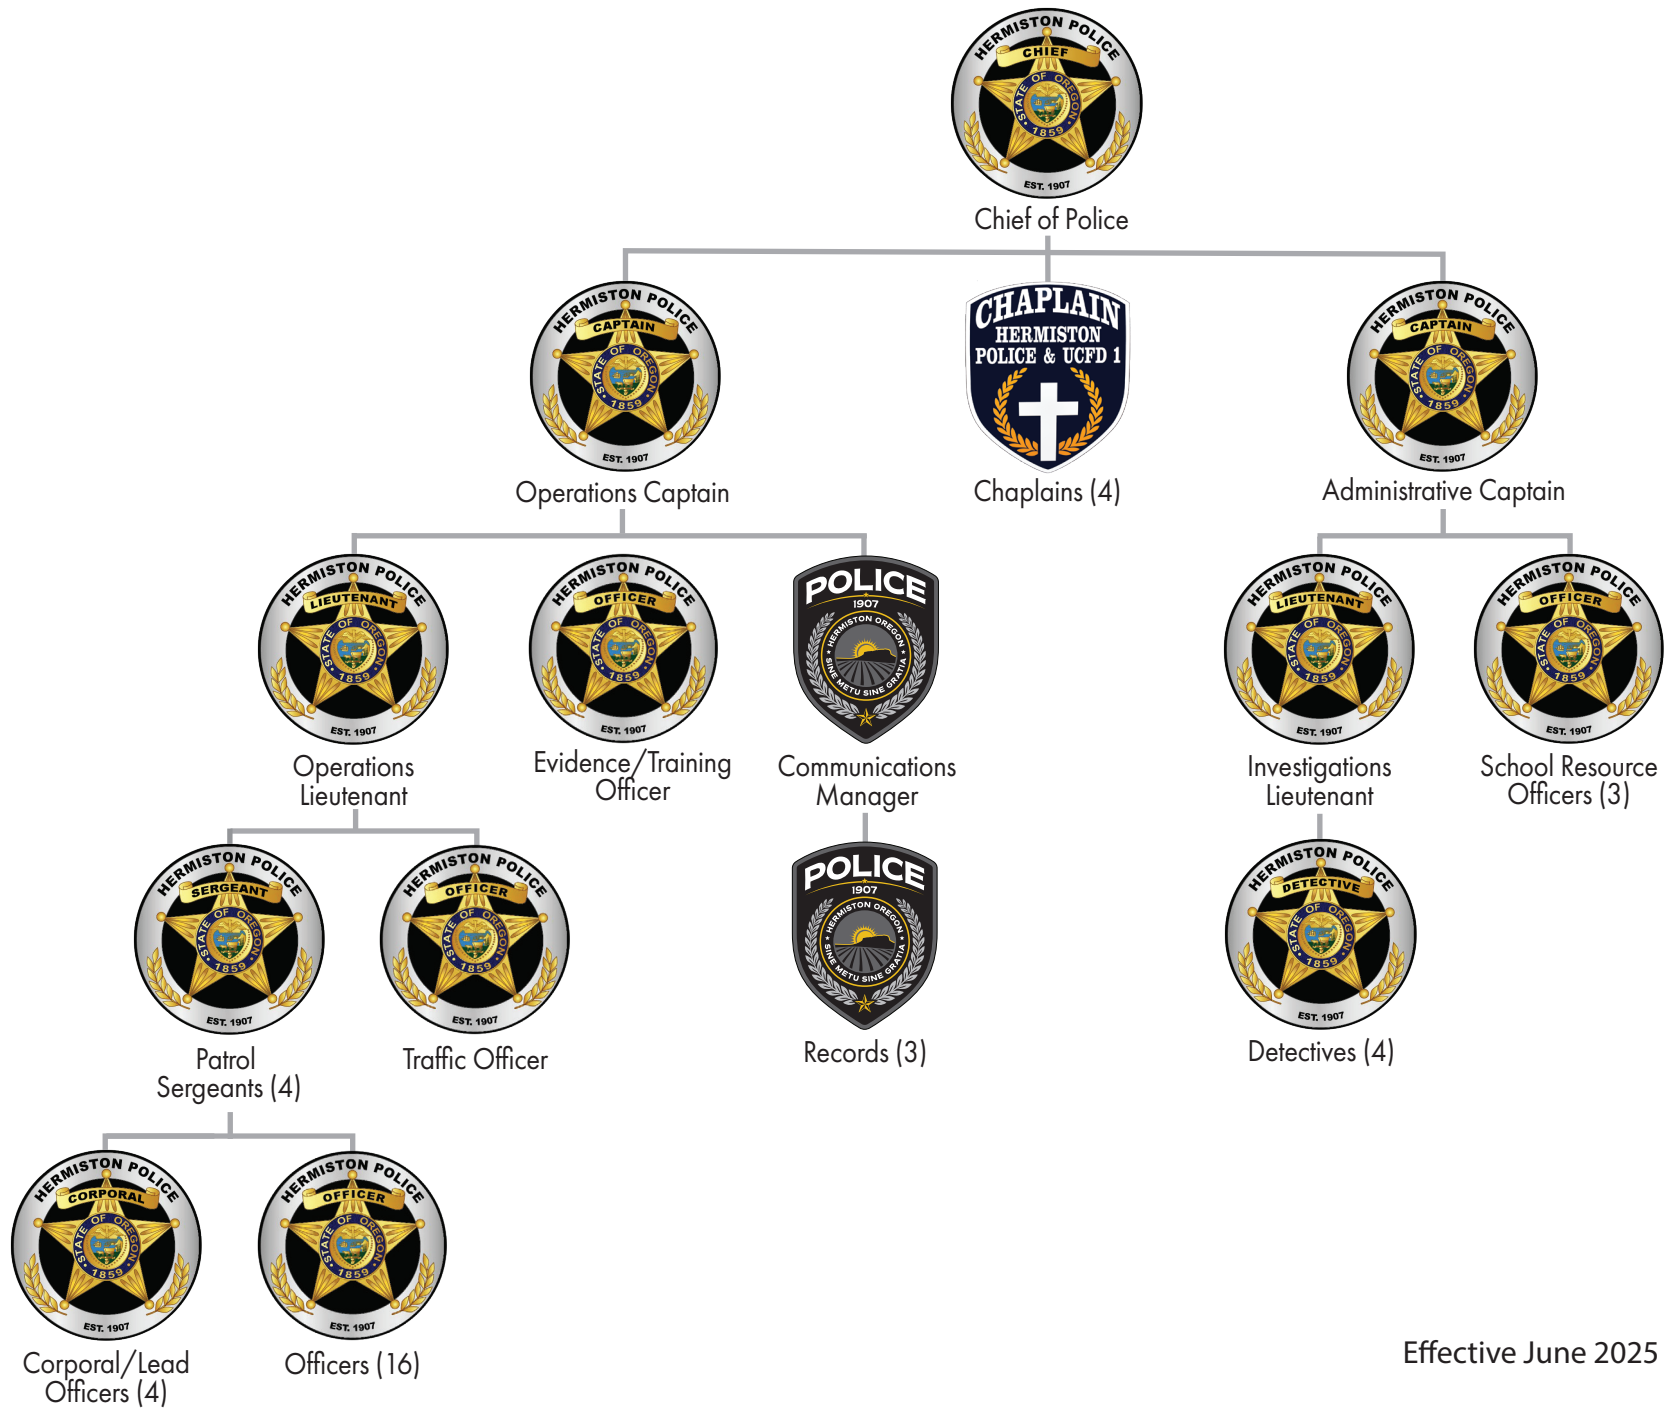 HERMISTON POLICE
CHIEF
STATE OF OREGON
1859
EST. 1907
Chief of Police
HERMISTON POLICE
CAPTAIN
STATE OF OREGON
1859
EST. 1907
Operations Captain
CHAPLAIN
HERMISTON
POLICE & UCFD 1
Chaplains (4)
HERMISTON POLICE
CAPTAIN
STATE OF OREGON
1859
EST. 1907
Administrative Captain
HERMISTON POLICE
LIEUTENANT
STATE OF OREGON
1859
EST. 1907
Operations
Lieutenant
HERMISTON POLICE
OFFICER
STATE OF OREGON
1859
EST. 1907
Evidence/Training
Officer
POLICE
1907
HERMISTON OREGON
SINE METU SINE GRATIA
Communications
Manager
HERMISTON POLICE
LIEUTENANT
STATE OF OREGON
1859
EST. 1907
Investigations
Lieutenant
HERMISTON POLICE
OFFICER
STATE OF OREGON
1859
EST. 1907
School Resource
Officers (3)
HERMISTON POLICE
SERGEANT
STATE OF OREGON
1859
EST. 1907
Patrol
Sergeants (4)
HERMISTON POLICE
OFFICER
STATE OF OREGON
1859
EST. 1907
Traffic Officer
POLICE
1907
HERMISTON OREGON
SINE METU SINE GRATIA
Records (3)
HERMISTON POLICE
DETECTIVE
STATE OF OREGON
1859
EST. 1907
Detectives (4)
HERMISTON POLICE
CORPORAL
STATE OF OREGON
1859
EST. 1907
Corporal/Lead
Officers (4)
HERMISTON POLICE
OFFICER
STATE OF OREGON
1859
EST. 1907
Officers (16)
Effective June 2025